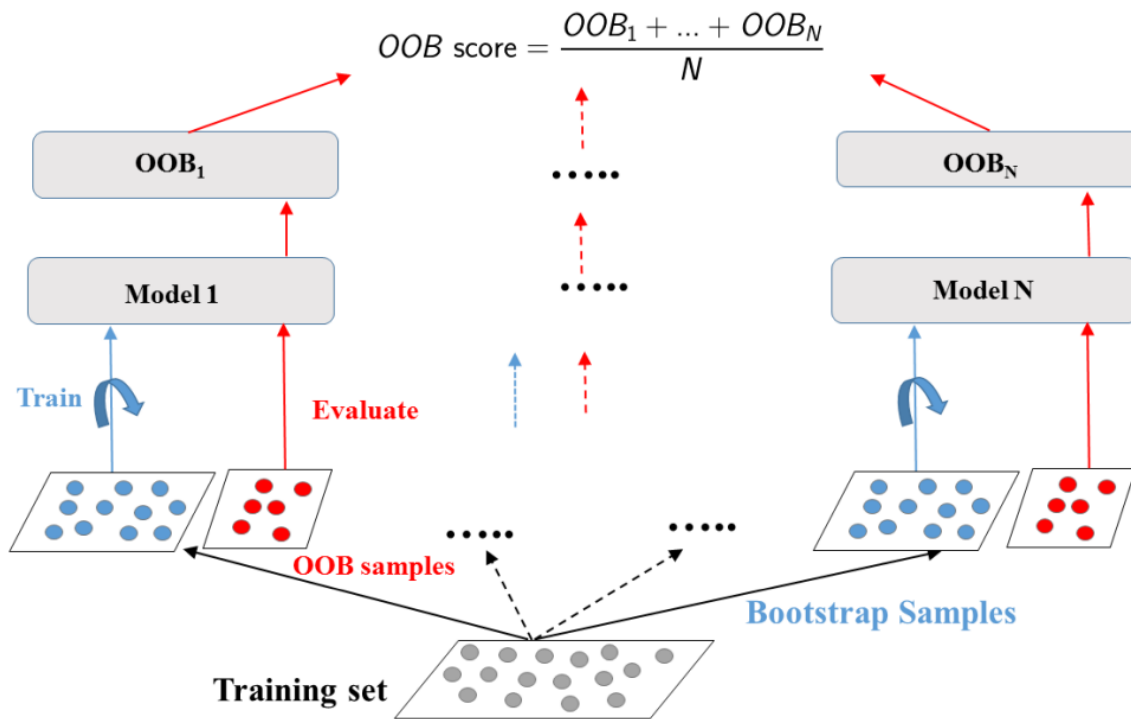 OOB score = (OOB₁ + ... + OOB_N) / N
OOB₁
OOB_N
Model 1
Model N
Train
Evaluate
OOB samples
Bootstrap Samples
Training set